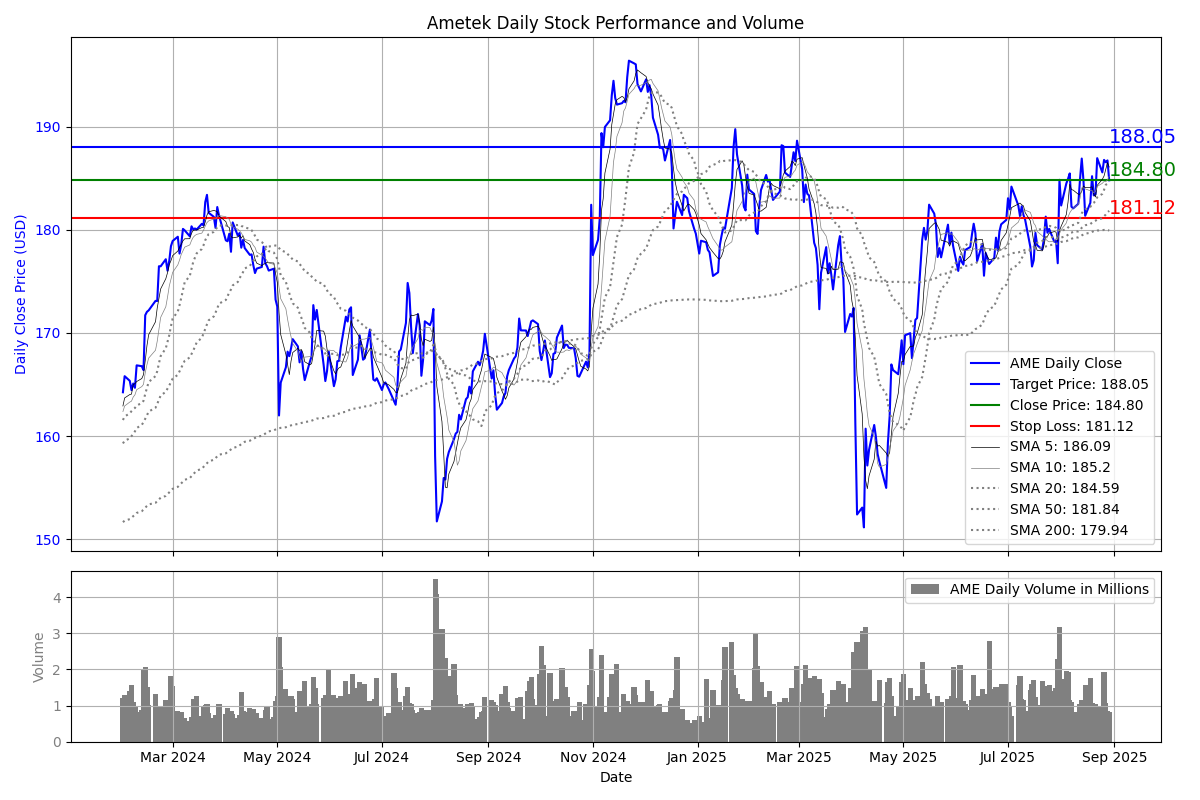 Ametek Daily Stock Performance and Volume
Daily Close Price (USD)
190
180
170
160
150
188.05
184.80
181.12
AME Daily Close
Target Price: 188.05
Close Price: 184.80
Stop Loss: 181.12
SMA 5: 186.09
SMA 10: 185.2
SMA 20: 184.59
SMA 50: 181.84
SMA 200: 179.94
Volume
4
3
2
1
0
AME Daily Volume in Millions
Mar 2024 May 2024 Jul 2024 Sep 2024 Nov 2024 Jan 2025 Mar 2025 May 2025 Jul 2025 Sep 2025
Date